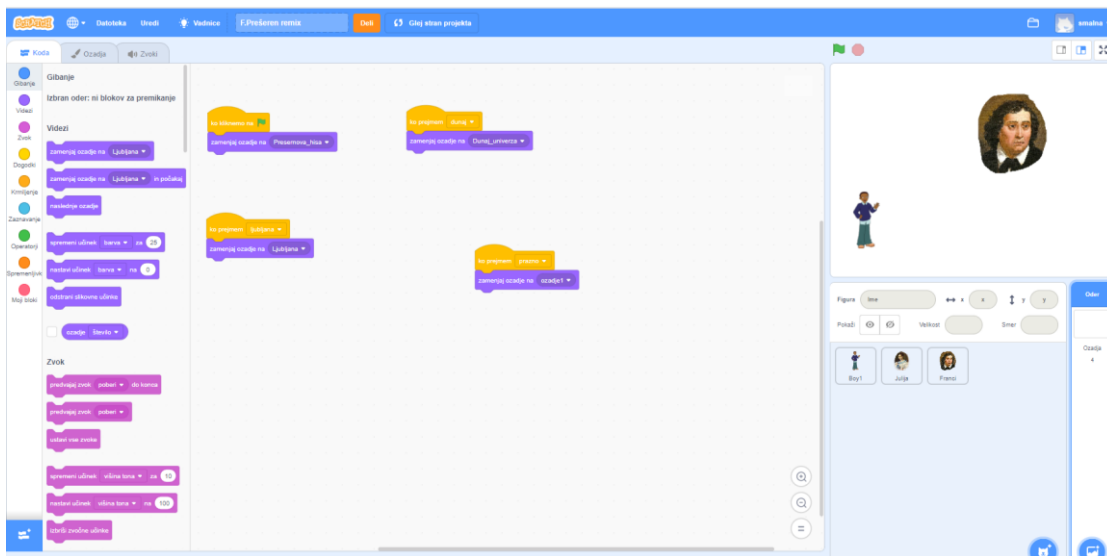 SCRATCH Datoteka Uredi Vadnice F.Prešeren remix Deli Glej stran projekta smatna
Koda Ozadja Zvoki
Gibanje
Videzi
Zvok
Dogodki
Krmiljenje
Zaznavanje
Operatorji
Spremenljivk
Moji bloki
Gibanje
Izbran oder: ni blokov za premikanje
Videzi
zamenjaj ozadje na Ljubljana
zamenjaj ozadje na Ljubljana in počakaj
naslednje ozadje
spremeni učinek barva za 25
nastavi učinek barva na 0
odstrani slikovne učinke
ozadje število
Zvok
predvajaj zvok poberi do konca
predvajaj zvok poberi
ustavi vse zvoke
spremeni učinek višina tona za 10
nastavi učinek višina tona na 100
izbriši zvočne učinke
ko kliknemo na
zamenjaj ozadje na Presernova_hisa
ko prejmem dunaj
zamenjaj ozadje na Dunaj_univerza
ko prejmem ljubljana
zamenjaj ozadje na Ljubljana
ko prejmem prazno
zamenjaj ozadje na ozadje1
Figura Ime x x y y
Pokaži Velikost Smer
Boy1 Julija Frenci
Oder
Ozadja
4